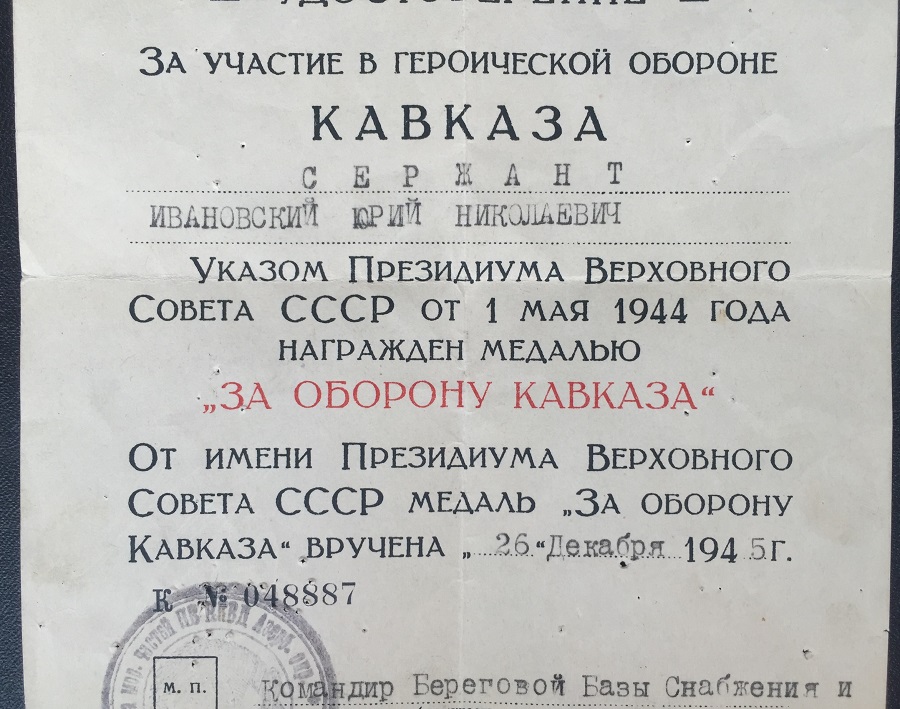 — УДОСТОВЕРЕНИЕ —
ЗА УЧАСТИЕ В ГЕРОИЧЕСКОЙ ОБОРОНЕ
КАВКАЗА
СЕРЖАНТ
ИВАНОВСКИЙ ЮРИЙ НИКОЛАЕВИЧ
УКАЗОМ ПРЕЗИДИУМА ВЕРХОВНОГО
СОВЕТА СССР ОТ 1 МАЯ 1944 ГОДА
НАГРАЖДЕН МЕДАЛЬЮ
„ЗА ОБОРОНУ КАВКАЗА“
ОТ ИМЕНИ ПРЕЗИДИУМА ВЕРХОВНОГО
СОВЕТА СССР МЕДАЛЬ „ЗА ОБОРОНУ
КАВКАЗА“ ВРУЧЕНА „26“ Декабря 1945 Г.
К № 048887
М. П.
Командир Береговой Базы Снабжения и